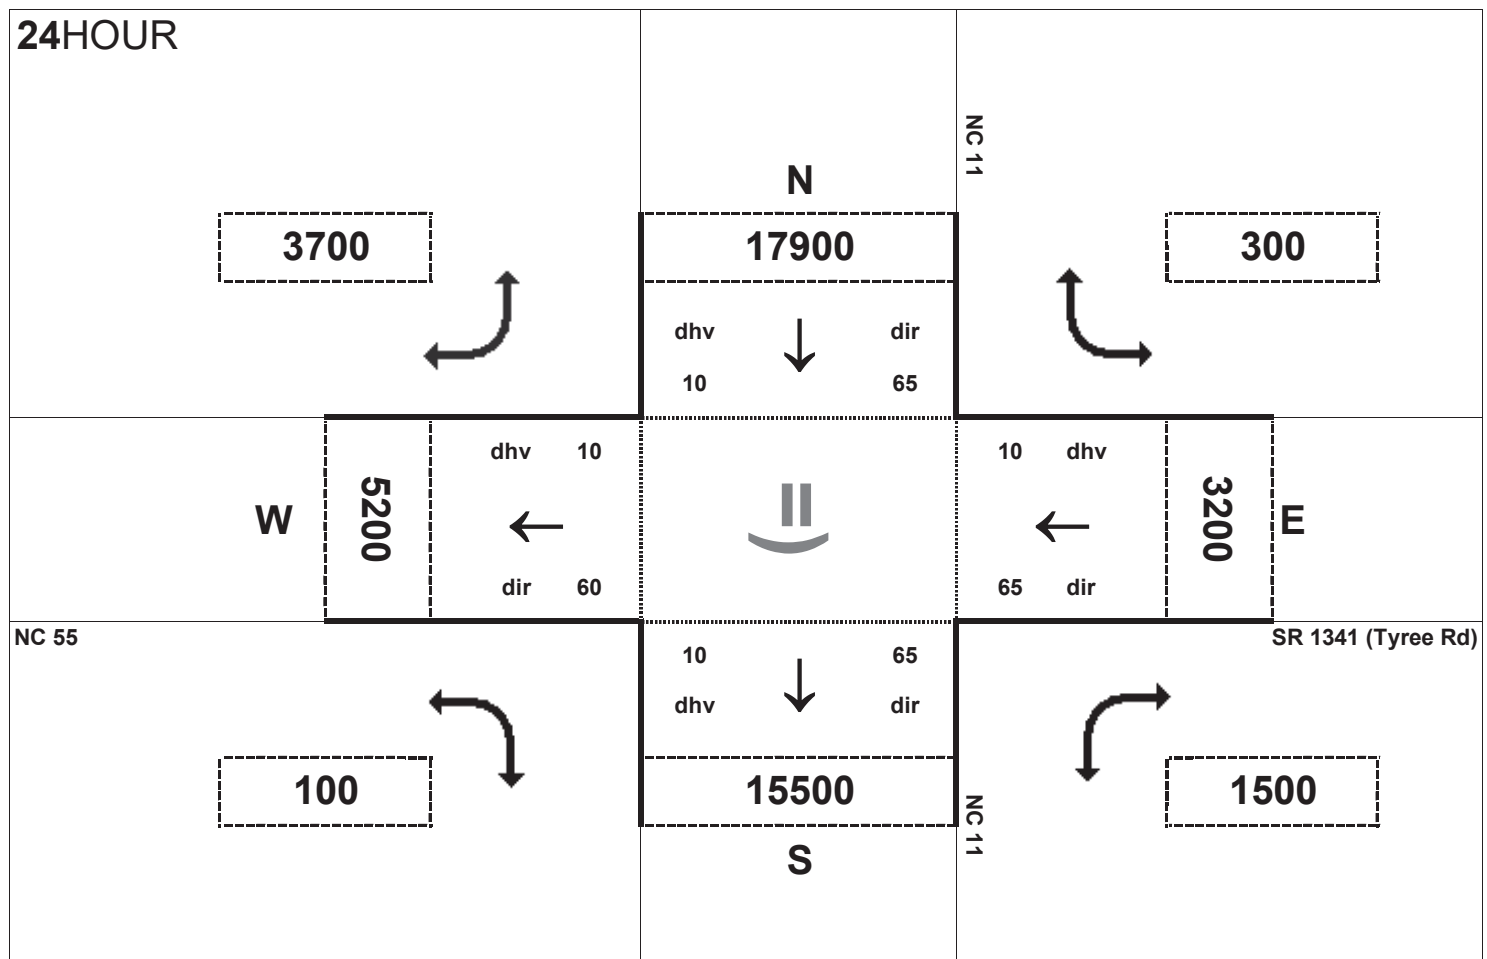 24HOUR
NC 11
N
3700
17900
300
dhv dir
10 65
dhv 10
10 dhv
W
5200
3200
E
dir 60
65 dir
NC 55
SR 1341 (Tyree Rd)
10 65
dhv dir
100
15500
1500
NC 11
S